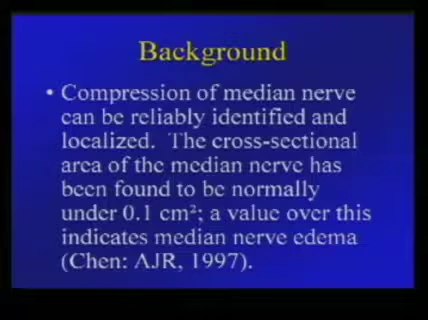 Background
• Compression of median nerve
can be reliably identified and
localized. The cross-sectional
area of the median nerve has
been found to be normally
under 0.1 cm²; a value over this
indicates median nerve edema
(Chen: AJR, 1997).